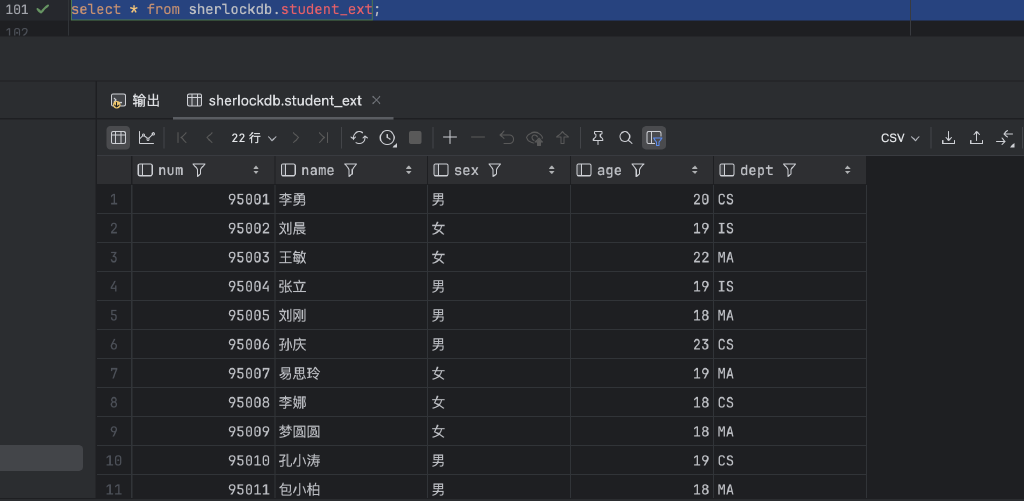 101 select * from sherlockdb.student_ext;
102
输出 sherlockdb.student_ext
22 行 CSV
num name sex age dept
1 95001 李勇 男 20 CS
2 95002 刘晨 女 19 IS
3 95003 王敏 女 22 MA
4 95004 张立 男 19 IS
5 95005 刘刚 男 18 MA
6 95006 孙庆 男 23 CS
7 95007 易思玲 女 19 MA
8 95008 李娜 女 18 CS
9 95009 梦圆圆 女 18 MA
10 95010 孔小涛 男 19 CS
11 95011 包小柏 男 18 MA